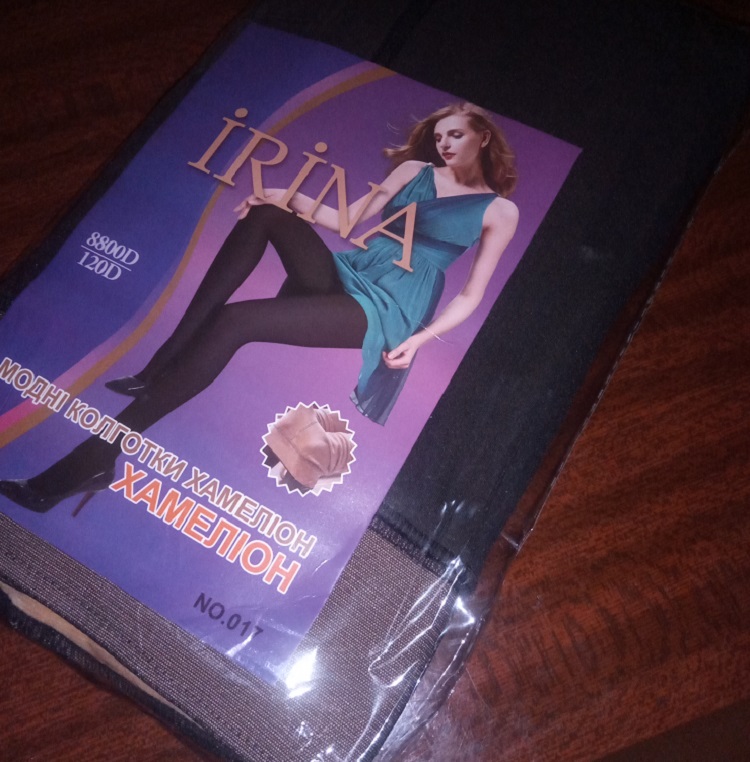 İRİNA
8800D
120D
МОДНІ КОЛГОТКИ ХАМЕЛІОН
ХАМЕЛІОН
NO.017